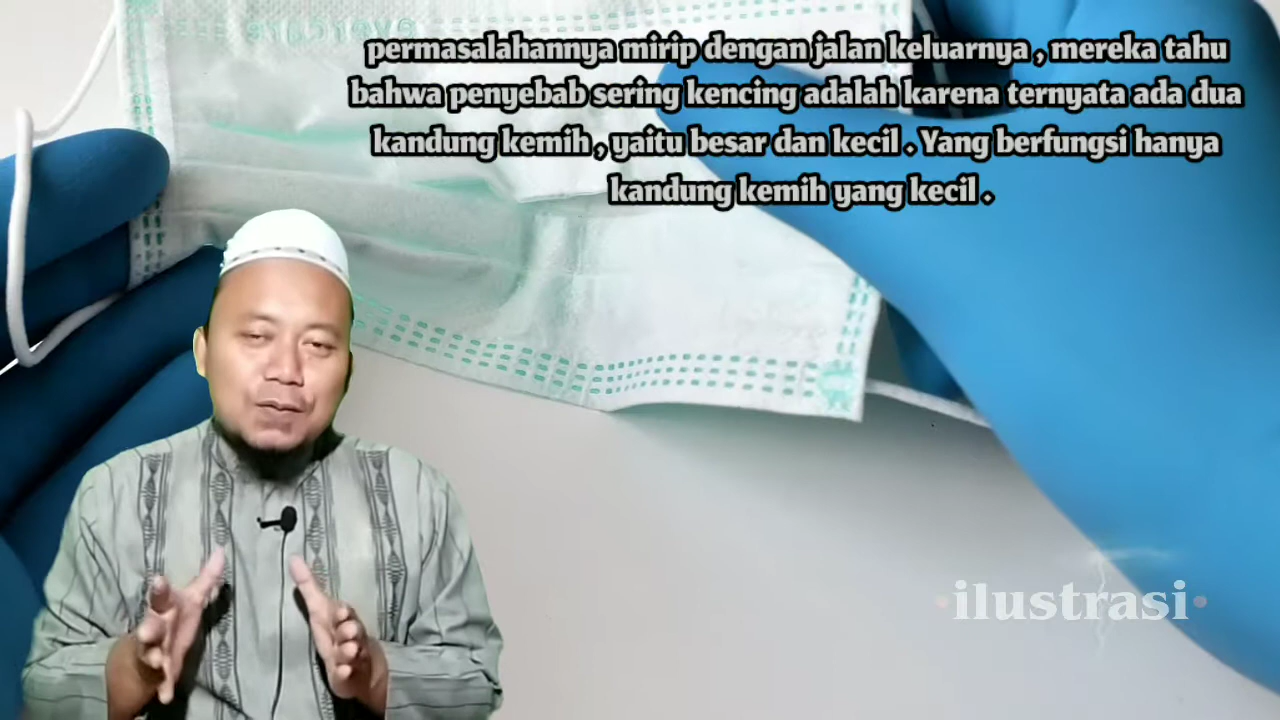 permasalahannya mirip dengan jalan keluarnya , mereka tahu
bahwa penyebab sering kencing adalah karena ternyata ada dua
kandung kemih , yaitu besar dan kecil . Yang berfungsi hanya
kandung kemih yang kecil .
ilustrasi